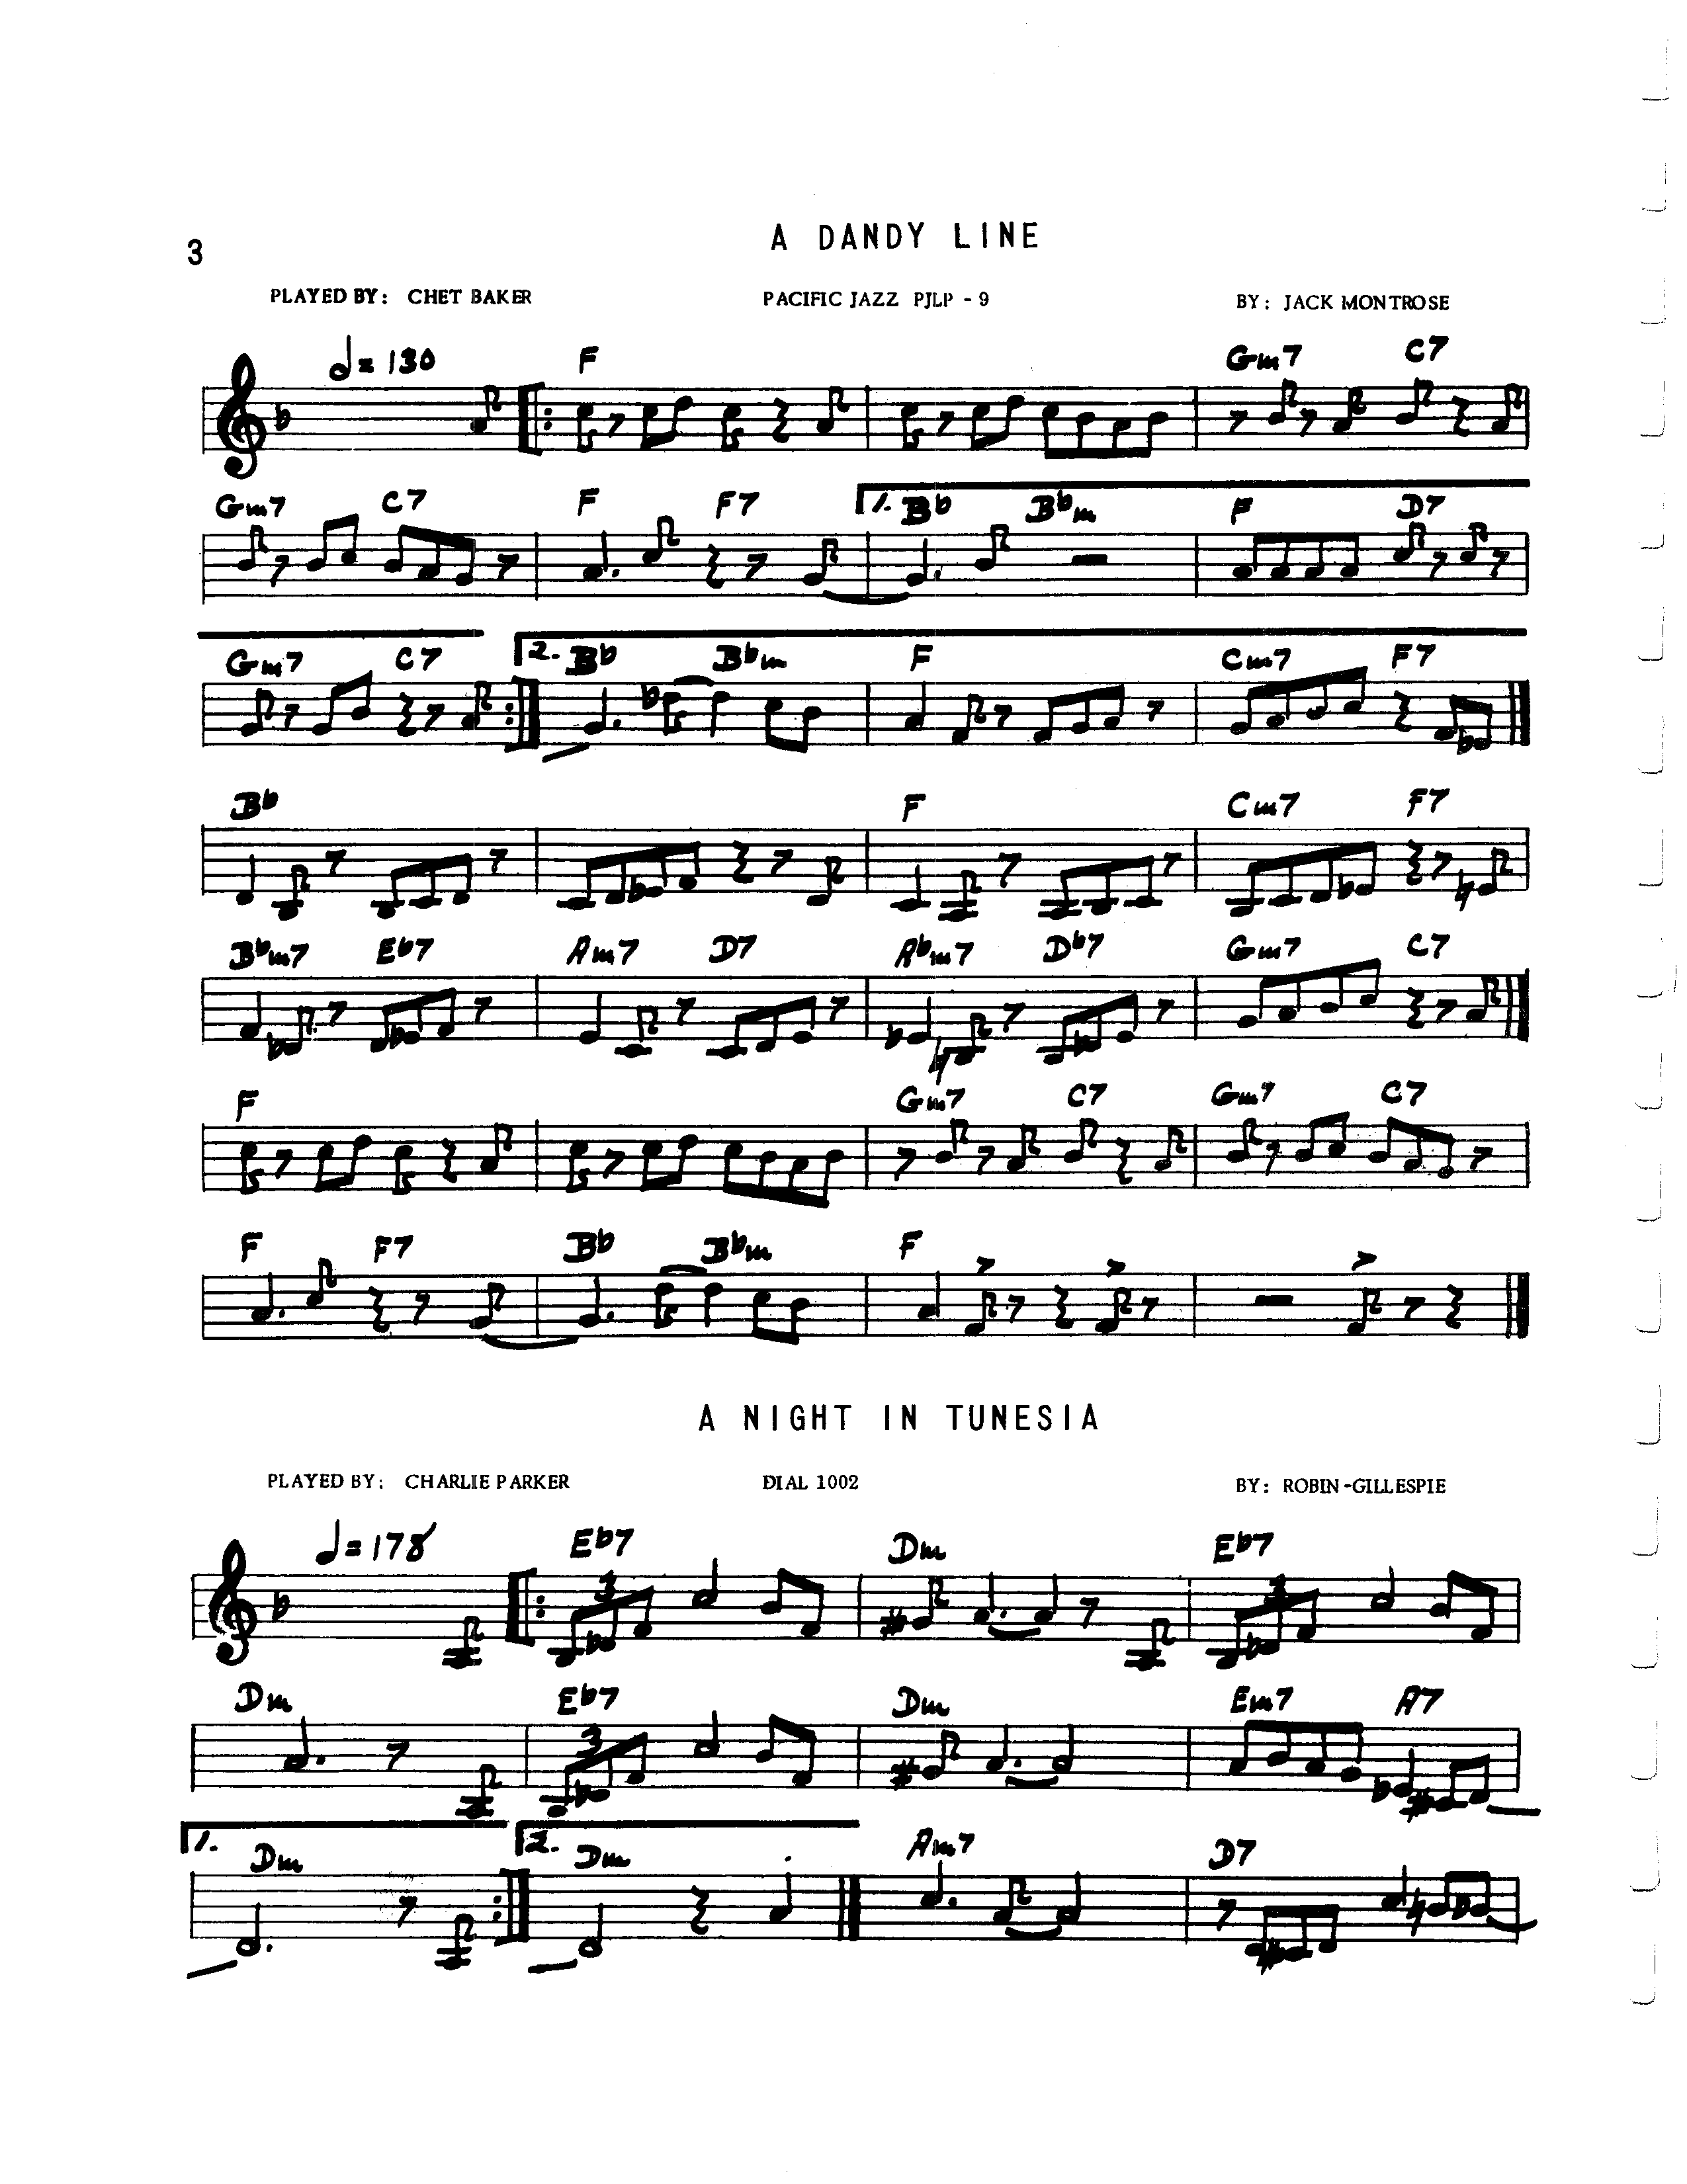 A DANDY LINE
3
PLAYED BY: CHET BAKER PACIFIC JAZZ PJLP - 9 BY: JACK MONTROSE
= 130 F Gm7 C7
Gm7 C7 F F7 1. Bb Bbm F D7
Gm7 C7 2. Bb Bbm F Cm7 F7
Bb F Cm7 F7
Bbm7 Eb7 Am7 D7 Abm7 Db7 Gm7 C7
F Gm7 C7 Gm7 C7
F F7 Bb Bbm F
A NIGHT IN TUNESIA
PLAYED BY: CHARLIE PARKER DIAL 1002 BY: ROBIN-GILLESPIE
= 178 Eb7 Dm Eb7
3 3
Dm Eb7 Dm Em7 A7
3
1. Dm 2. Dm Am7 D7